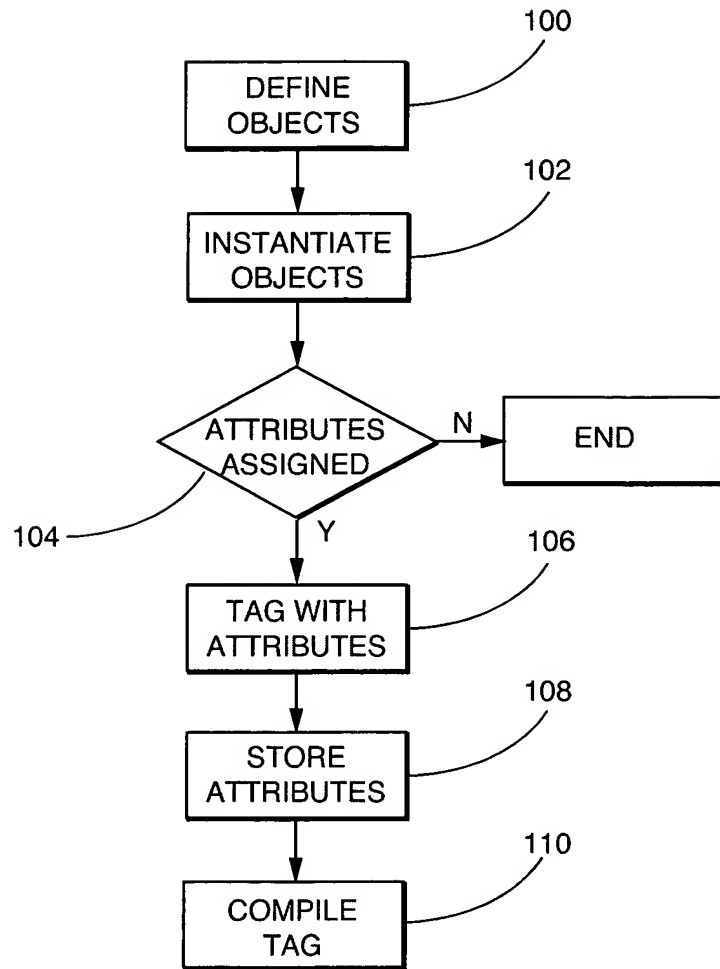 100
DEFINE
OBJECTS
102
INSTANTIATE
OBJECTS
ATTRIBUTES
ASSIGNED
N
END
104
Y
106
TAG WITH
ATTRIBUTES
108
STORE
ATTRIBUTES
110
COMPILE
TAG